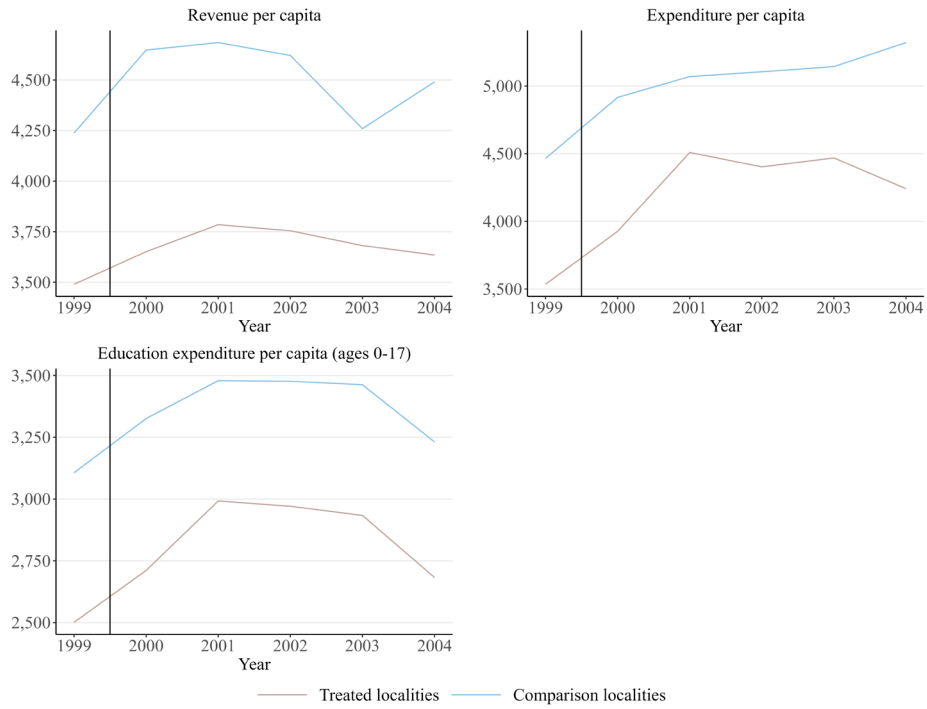 Revenue per capita
4,500
4,250
4,000
3,750
3,500
1999 2000 2001 2002 2003 2004
Year
Expenditure per capita
5,000
4,500
4,000
3,500
1999 2000 2001 2002 2003 2004
Year
Education expenditure per capita (ages 0-17)
3,500
3,250
3,000
2,750
2,500
1999 2000 2001 2002 2003 2004
Year
Treated localities Comparison localities